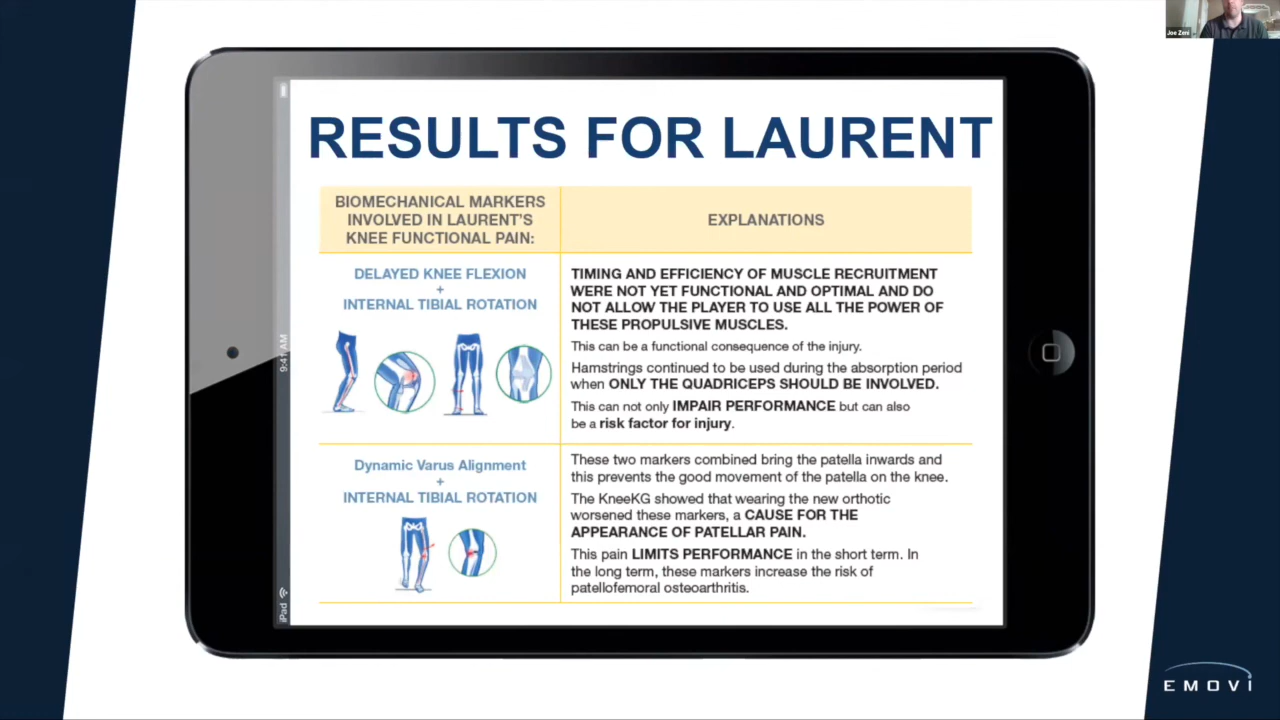 Joe Zeni
RESULTS FOR LAURENT
BIOMECHANICAL MARKERS
INVOLVED IN LAURENT'S
KNEE FUNCTIONAL PAIN:
EXPLANATIONS
DELAYED KNEE FLEXION
+
INTERNAL TIBIAL ROTATION
TIMING AND EFFICIENCY OF MUSCLE RECRUITMENT
WERE NOT YET FUNCTIONAL AND OPTIMAL AND DO
NOT ALLOW THE PLAYER TO USE ALL THE POWER OF
THESE PROPULSIVE MUSCLES.
This can be a functional consequence of the injury.
Hamstrings continued to be used during the absorption period
when ONLY THE QUADRICEPS SHOULD BE INVOLVED.
This can not only IMPAIR PERFORMANCE but can also
be a risk factor for injury.
Dynamic Varus Alignment
+
INTERNAL TIBIAL ROTATION
These two markers combined bring the patella inwards and
this prevents the good movement of the patella on the knee.
The KneeKG showed that wearing the new orthotic
worsened these markers, a CAUSE FOR THE
APPEARANCE OF PATELLAR PAIN.
This pain LIMITS PERFORMANCE in the short term. In
the long term, these markers increase the risk of
patellofemoral osteoarthritis.
9:41 AM
iPad
EMOVI